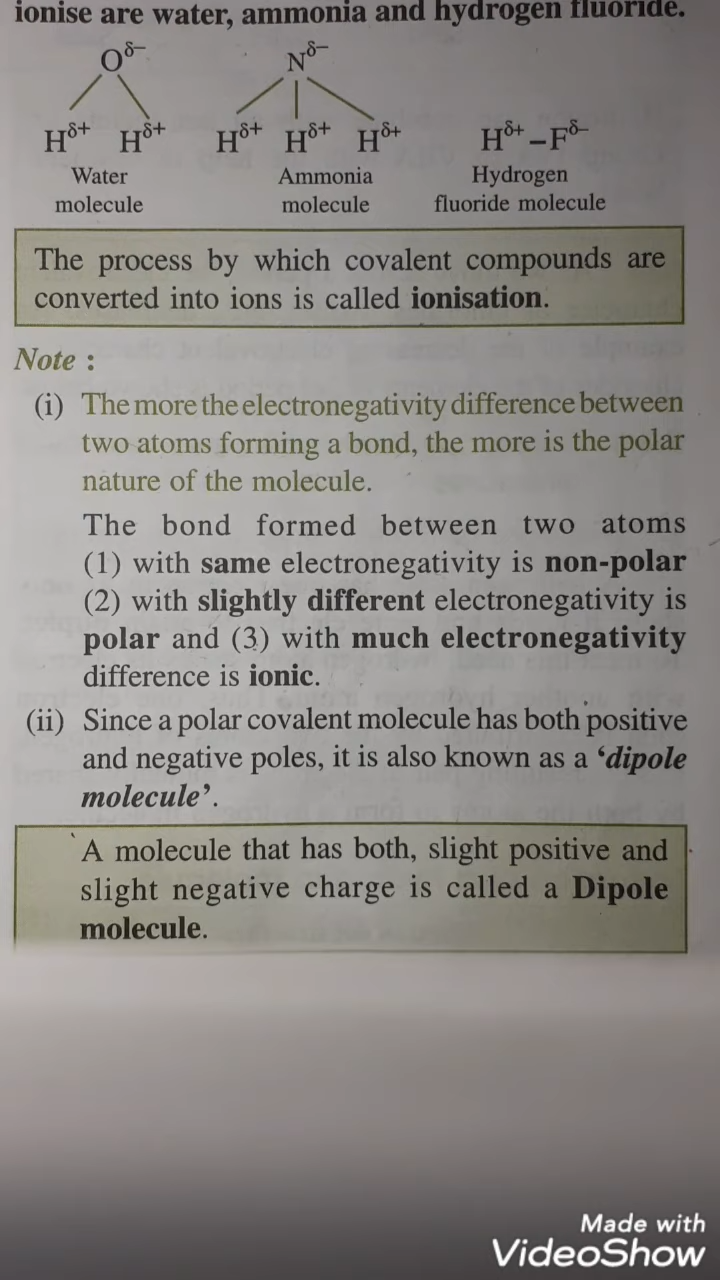 ionise are water, ammonia and hydrogen fluoride.
Oδ– Nδ–
Hδ+ Hδ+ Hδ+ Hδ+ Hδ+ Hδ+ –Fδ–
Water Ammonia Hydrogen
molecule molecule fluoride molecule
The process by which covalent compounds are
converted into ions is called ionisation.
Note :
(i) The more the electronegativity difference between
two atoms forming a bond, the more is the polar
nature of the molecule.
The bond formed between two atoms
(1) with same electronegativity is non-polar
(2) with slightly different electronegativity is
polar and (3) with much electronegativity
difference is ionic.
(ii) Since a polar covalent molecule has both positive
and negative poles, it is also known as a ‘dipole
molecule’.
A molecule that has both, slight positive and
slight negative charge is called a Dipole
molecule.
Made with
VideoShow